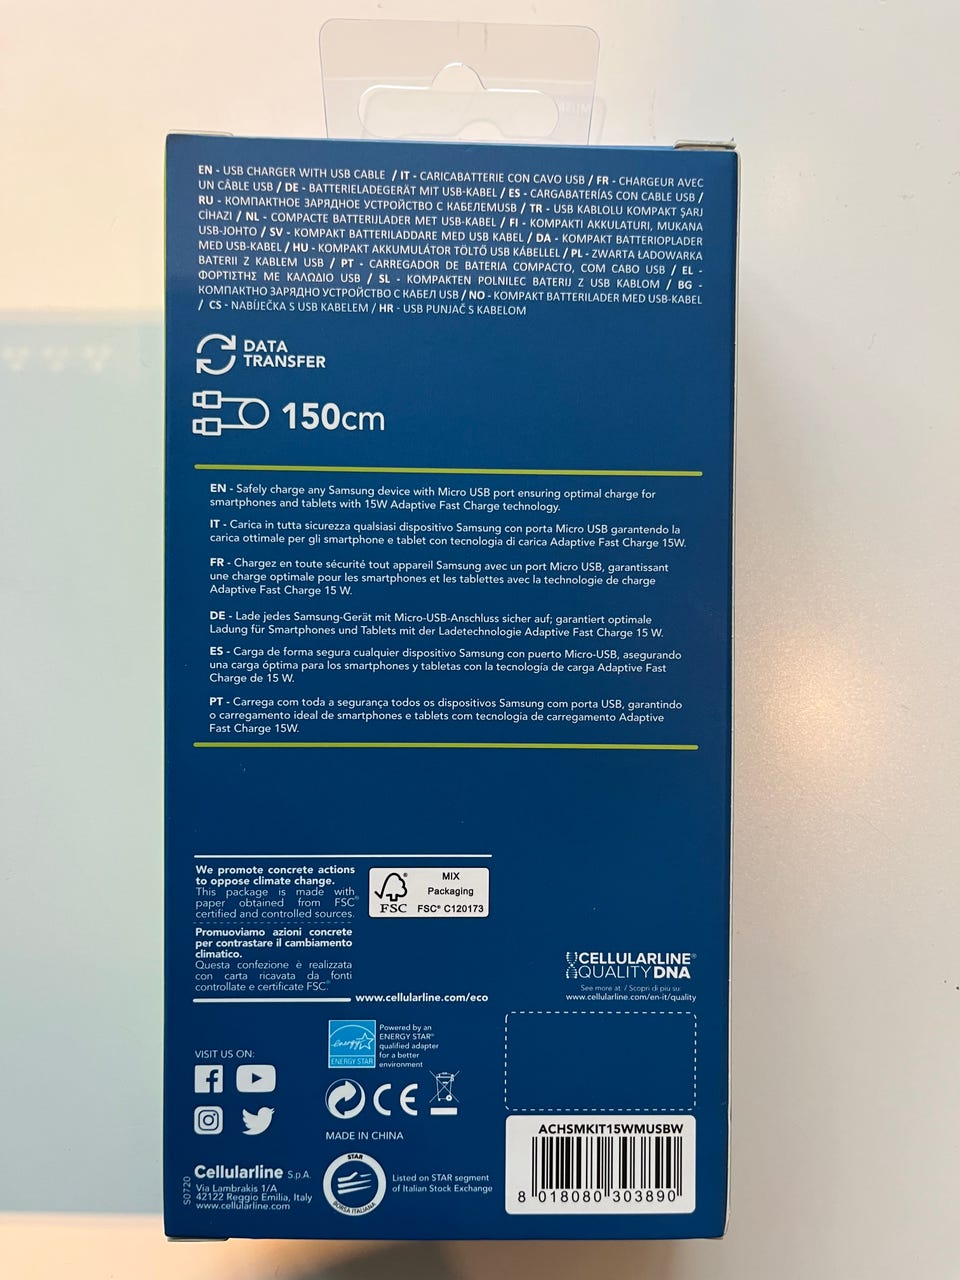 EN - USB CHARGER WITH USB CABLE / IT - CARICABATTERIE CON CAVO USB / FR - CHARGEUR AVEC
UN CÂBLE USB / DE - BATTERIELADEGERÄT MIT USB-KABEL / ES - CARGABATERÍAS CON CABLE USB /
RU - КОМПАКТНОЕ ЗАРЯДНОЕ УСТРОЙСТВО С КАБЕЛЕМUSB / TR - USB KABLOLU KOMPAKT ŞARJ
CİHAZI / NL - COMPACTE BATTERIJLADER MET USB-KABEL / FI - KOMPAKTI AKKULATURI, MUKANA
USB-JOHTO / SV - KOMPAKT BATTERILADDARE MED USB KABEL / DA - KOMPAKT BATTERIOPLADER
MED USB-KABEL / HU - KOMPAKT AKKUMULÁTOR TÖLTŐ USB KÁBELLEL / PL - ZWARTA ŁADOWARKA
BATERII Z KABLEM USB / PT - CARREGADOR DE BATERIA COMPACTO, COM CABO USB / EL -
ΦΟΡΤΙΣΤΗΣ ΜΕ ΚΑΛΩΔΙΟ USB / SL - KOMPAKTEN POLNILEC BATERIJ Z USB KABLOM / BG -
КОМПАКТНО ЗАРЯДНО УСТРОЙСТВО С КАБЕЛ USB / NO - KOMPAKT BATTERILADER MED USB-KABEL
/ CS - NABÍJEČKA S USB KABELEM / HR - USB PUNJAČ S KABELOM
DATA
TRANSFER
150cm
EN - Safely charge any Samsung device with Micro USB port ensuring optimal charge for
smartphones and tablets with 15W Adaptive Fast Charge technology.
IT - Carica in tutta sicurezza qualsiasi dispositivo Samsung con porta Micro USB garantendo la
carica ottimale per gli smartphone e tablet con tecnologia di carica Adaptive Fast Charge 15W.
FR - Chargez en toute sécurité tout appareil Samsung avec un port Micro USB, garantissant
une charge optimale pour les smartphones et les tablettes avec la technologie de charge
Adaptive Fast Charge 15 W.
DE - Lade jedes Samsung-Gerät mit Micro-USB-Anschluss sicher auf; garantiert optimale
Ladung für Smartphones und Tablets mit der Ladetechnologie Adaptive Fast Charge 15 W.
ES - Carga de forma segura cualquier dispositivo Samsung con puerto Micro-USB, asegurando
una carga óptima para los smartphones y tabletas con la tecnología de carga Adaptive Fast
Charge de 15 W.
PT - Carrega com toda a segurança todos os dispositivos Samsung com porta USB, garantindo
o carregamento ideal de smartphones e tablets com tecnologia de carregamento Adaptive
Fast Charge 15W.
We promote concrete actions
to oppose climate change.
This package is made with
paper obtained from FSC®
certified and controlled sources.
Promuoviamo azioni concrete
per contrastare il cambiamento
climatico.
Questa confezione è realizzata
con carta ricavata da fonti
controllate e certificate FSC®
www.cellularline.com/eco
FSC
MIX
Packaging
FSC® C120173
CELLULARLINE®
QUALITYDNA
See more at / Scopri di più su:
www.cellularline.com/en-it/quality
energy
ENERGY STAR
Powered by an
ENERGY STAR®
qualified adapter
for a better
environment
VISIT US ON:
CE
MADE IN CHINA
S0720
Cellularline S.p.A.
Via Lambrakis 1/A
42122 Reggio Emilia, Italy
www.cellularline.com
STAR
BORSA ITALIANA
Listed on STAR segment
of Italian Stock Exchange
ACHSMKIT15WMUSBW
8 018080 303890